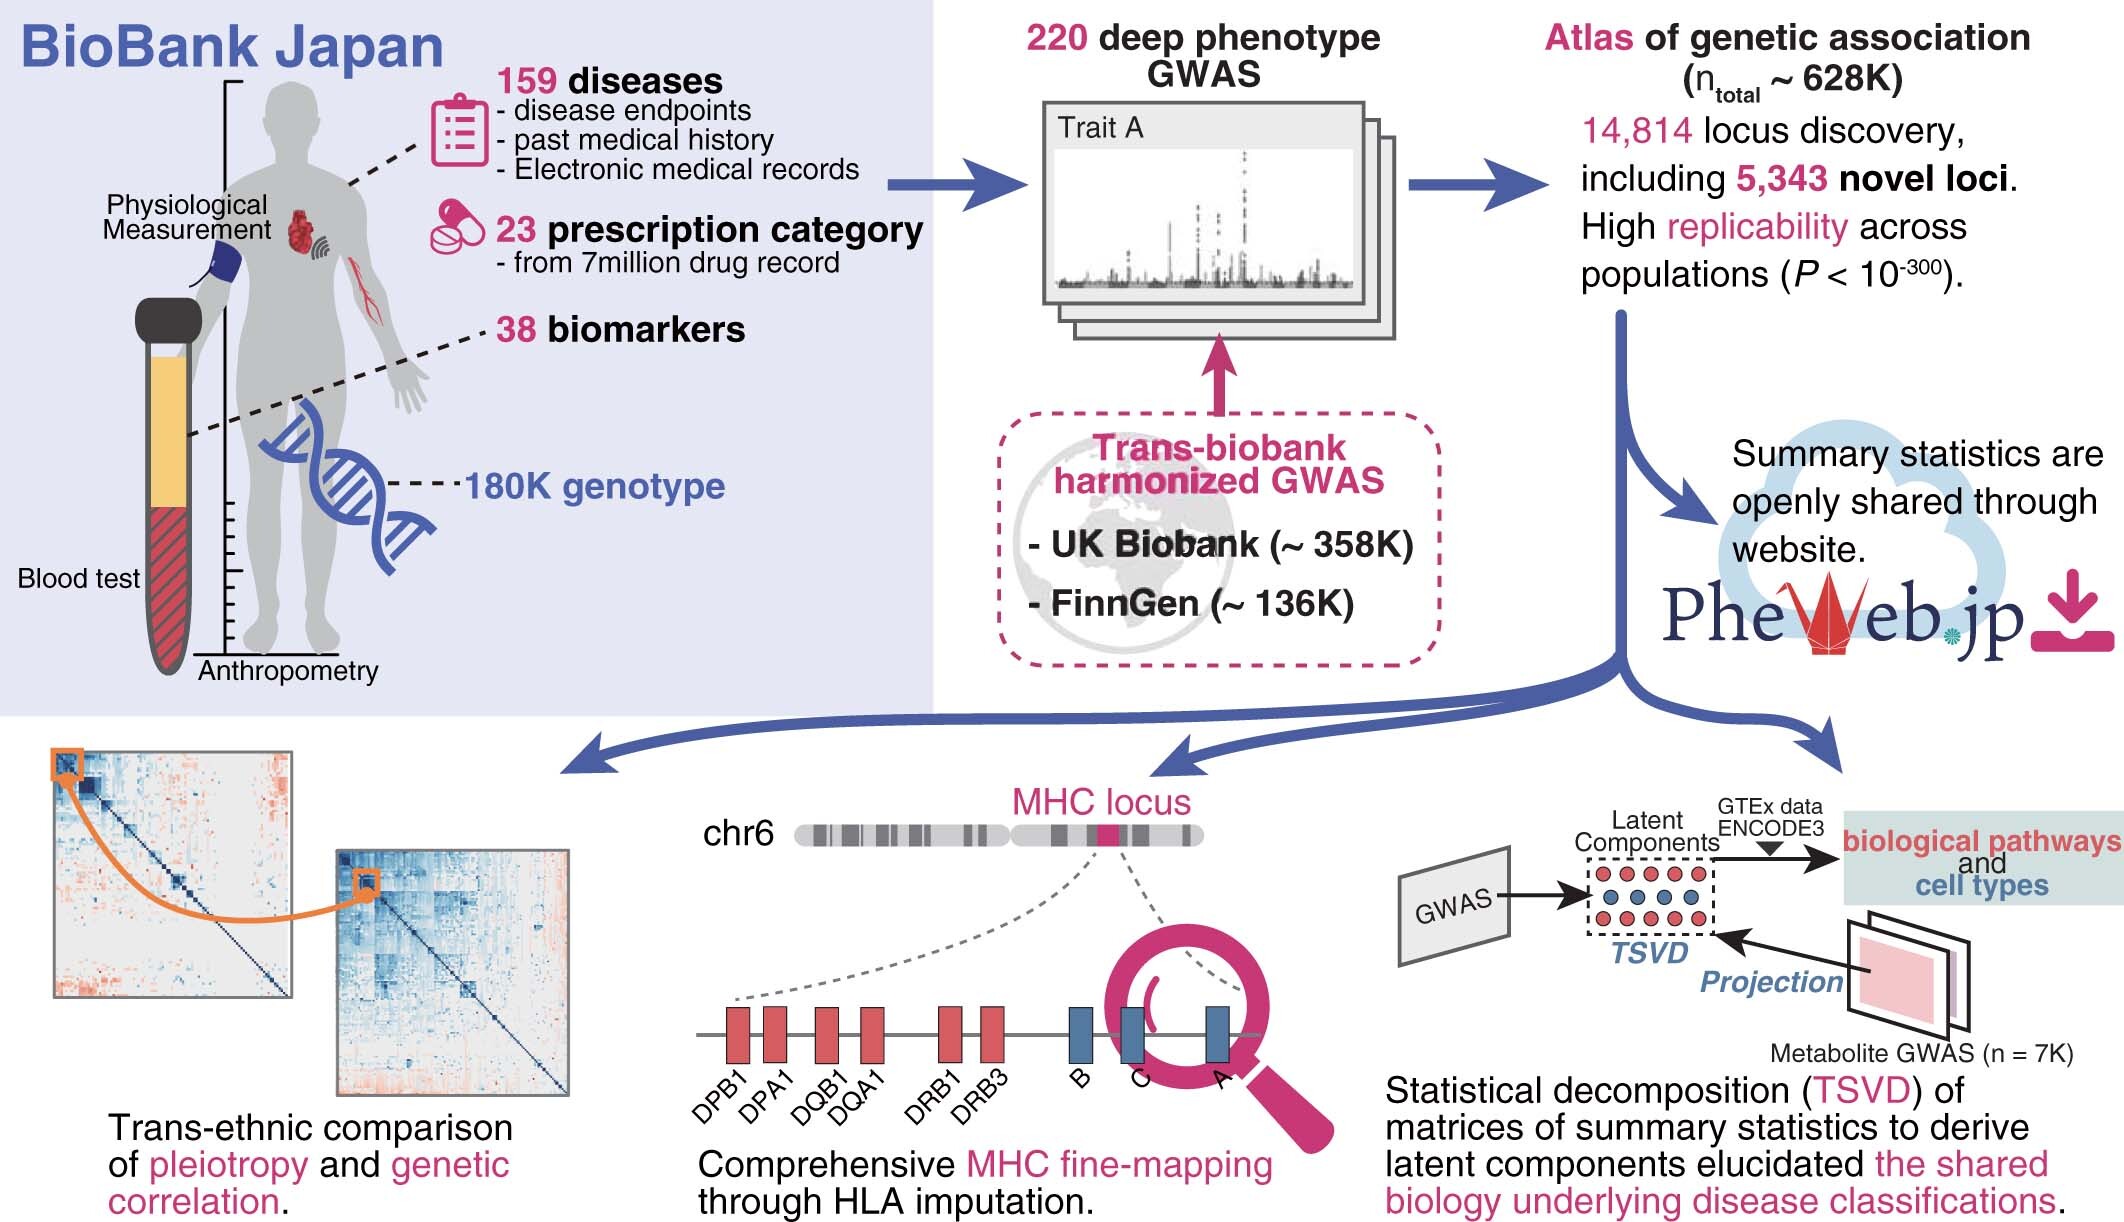 BioBank Japan
159 diseases
- disease endpoints
- past medical history
- Electronic medical records
23 prescription category
- from 7million drug record
38 biomarkers
180K genotype
Physiological
Measurement
Blood test
Anthropometry
220 deep phenotype
GWAS
Trait A
Trans-biobank
harmonized GWAS
- UK Biobank (~ 358K)
- FinnGen (~ 136K)
Atlas of genetic association
(ntotal ~ 628K)
14,814 locus discovery,
including 5,343 novel loci.
High replicability across
populations (P < 10-300).
Summary statistics are
openly shared through
website.
PheWeb.jp
Trans-ethnic comparison
of pleiotropy and genetic
correlation.
MHC locus
chr6
DPB1
DPA1
DQB1
DQA1
DRB1
DRB3
B
C
A
Comprehensive MHC fine-mapping
through HLA imputation.
GWAS
Latent
Components
TSVD
GTEx data
ENCODE3
biological pathways
and
cell types
Projection
Metabolite GWAS (n = 7K)
Statistical decomposition (TSVD) of
matrices of summary statistics to derive
latent components elucidated the shared
biology underlying disease classifications.